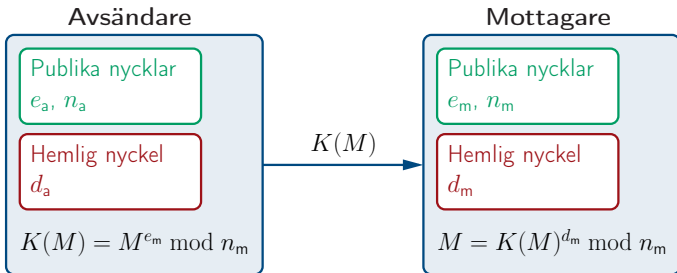 Avsändare
Publika nycklar
eₐ, nₐ
Hemlig nyckel
dₐ
K(M) = M^{eₘ} mod nₘ
K(M)
Mottagare
Publika nycklar
eₘ, nₘ
Hemlig nyckel
dₘ
M = K(M)^{dₘ} mod nₘ